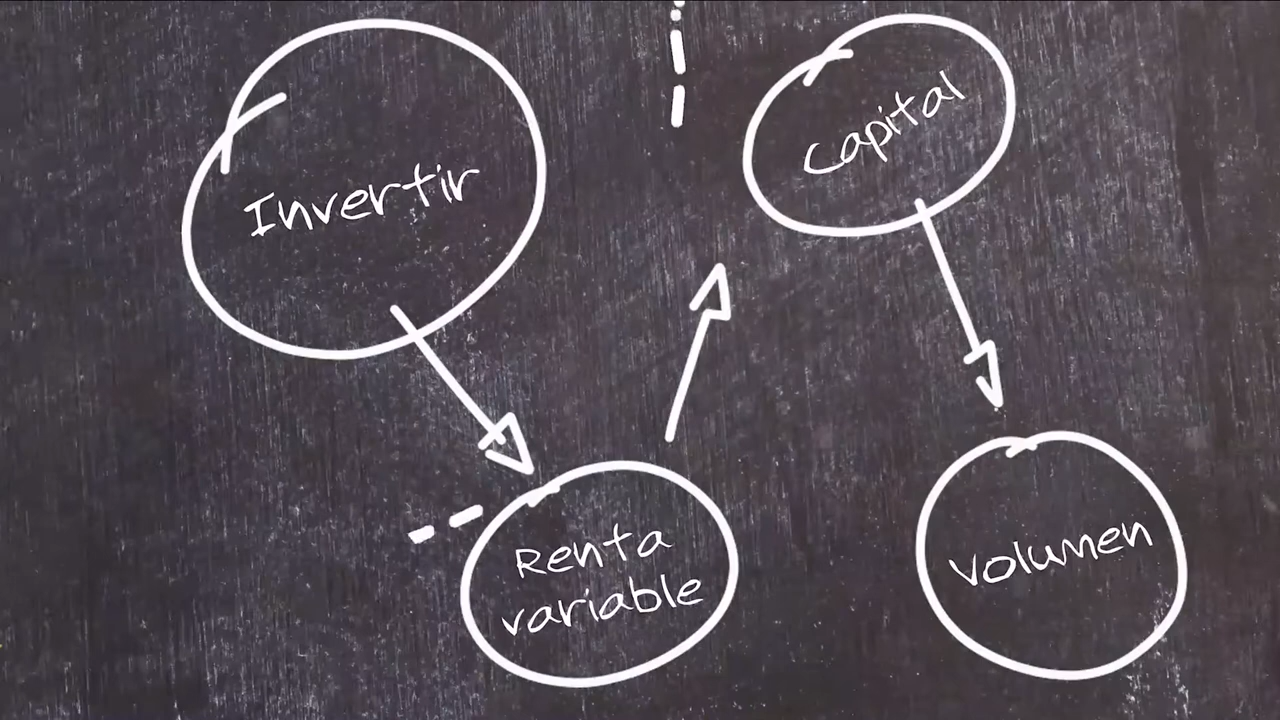 Invertir
Capital
Renta
variable
Volumen